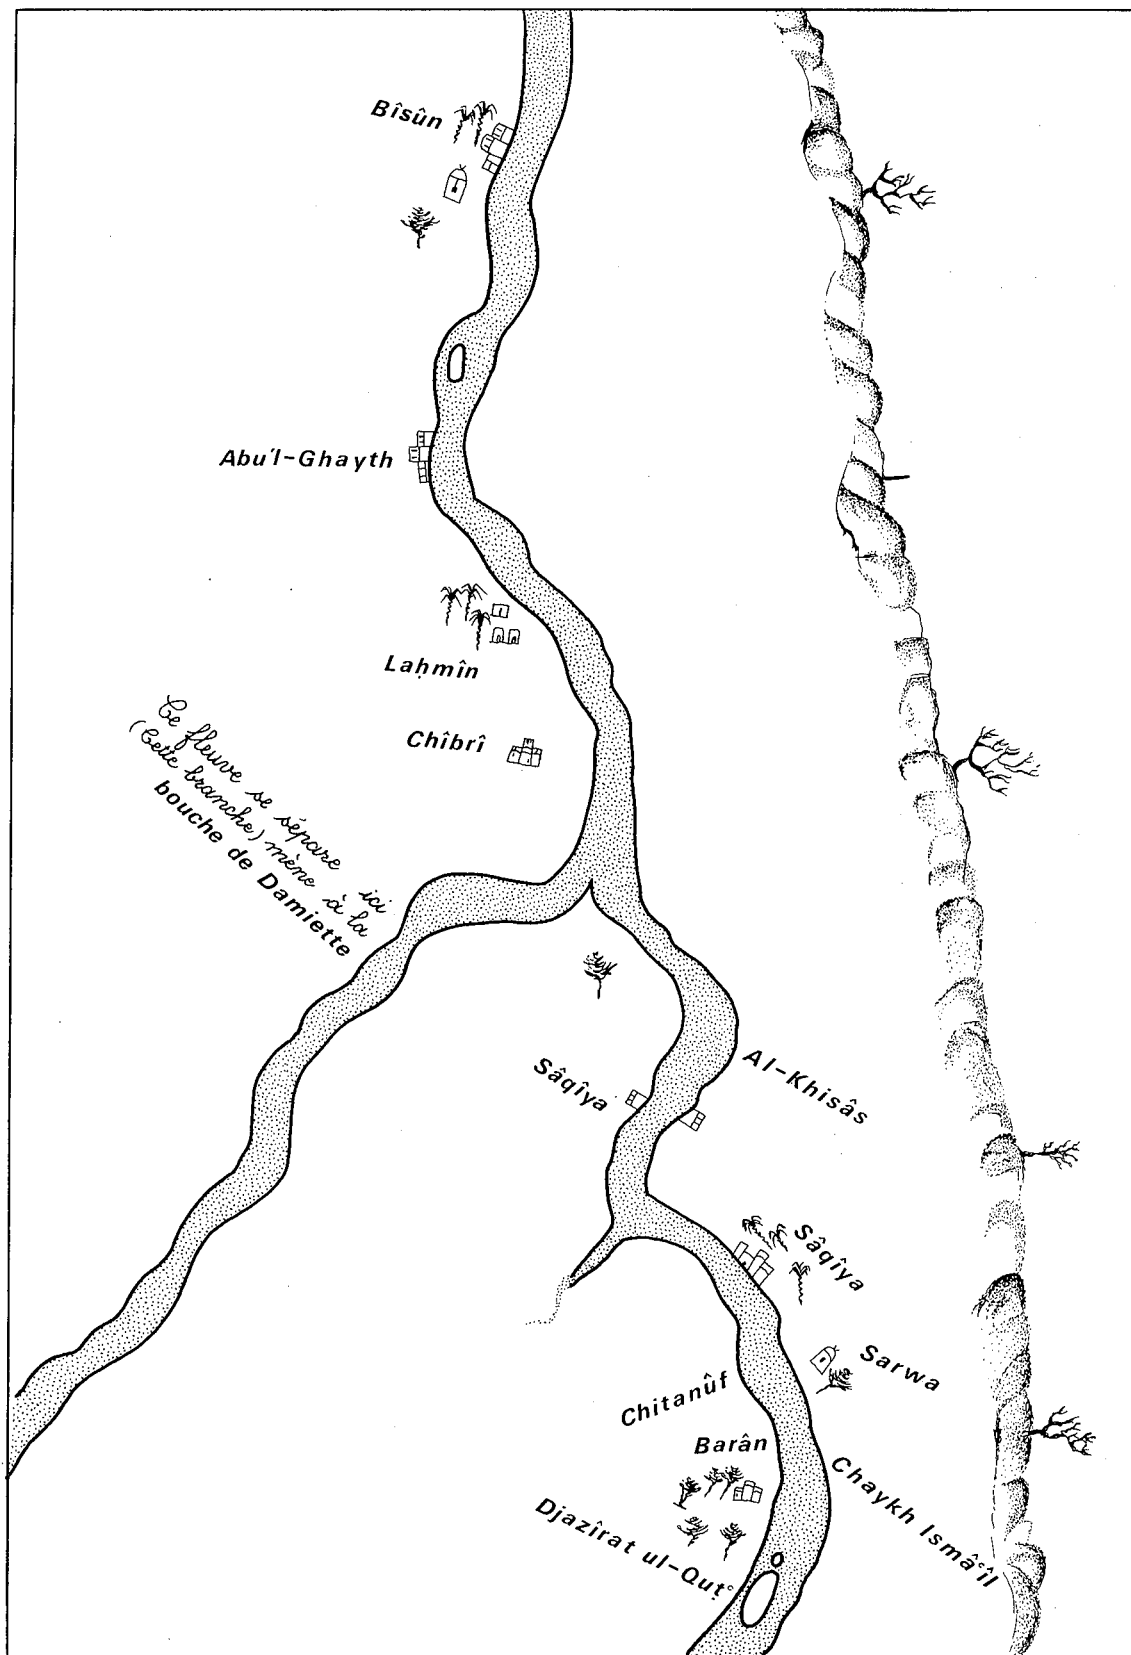 Bîsûn
Abu'l-Ghayth
Laḥmîn
Chîbrî
Ce fleuve se sépare ici
(Cette branche) mène à la
bouche de Damiette
Sâqîya
Al-Khisâs
Sâqîya
Sarwa
Chitanûf
Barân
Chaykh Ismâ‘îl
Djazîrat ul-Quṭ‘